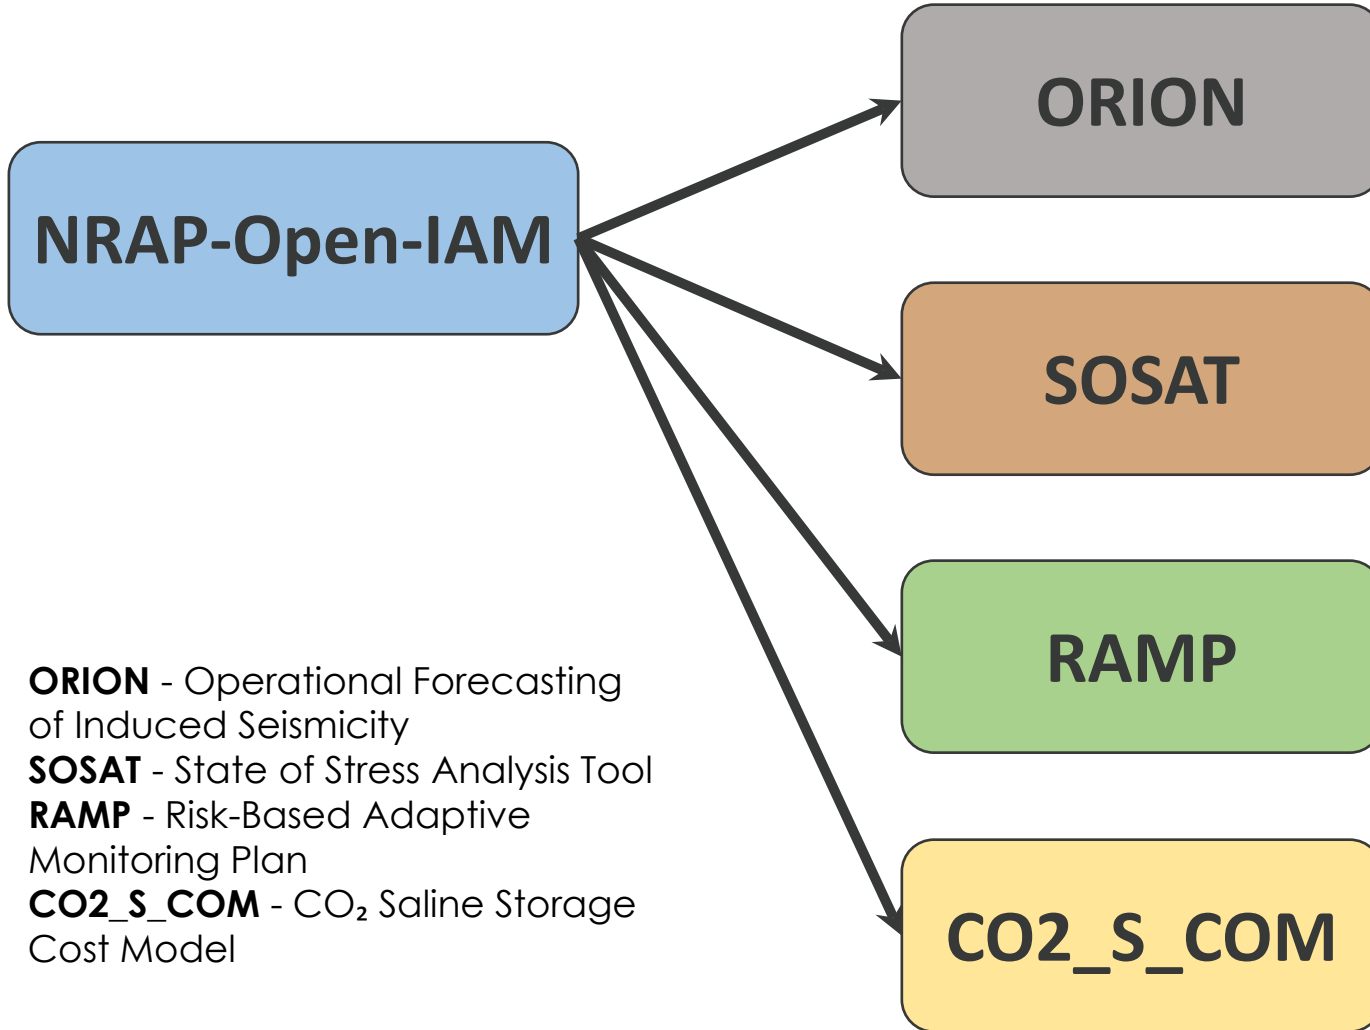 NRAP-Open-IAM
ORION
SOSAT
RAMP
CO2_S_COM
ORION - Operational Forecasting
of Induced Seismicity
SOSAT - State of Stress Analysis Tool
RAMP - Risk-Based Adaptive
Monitoring Plan
CO2_S_COM - CO₂ Saline Storage
Cost Model